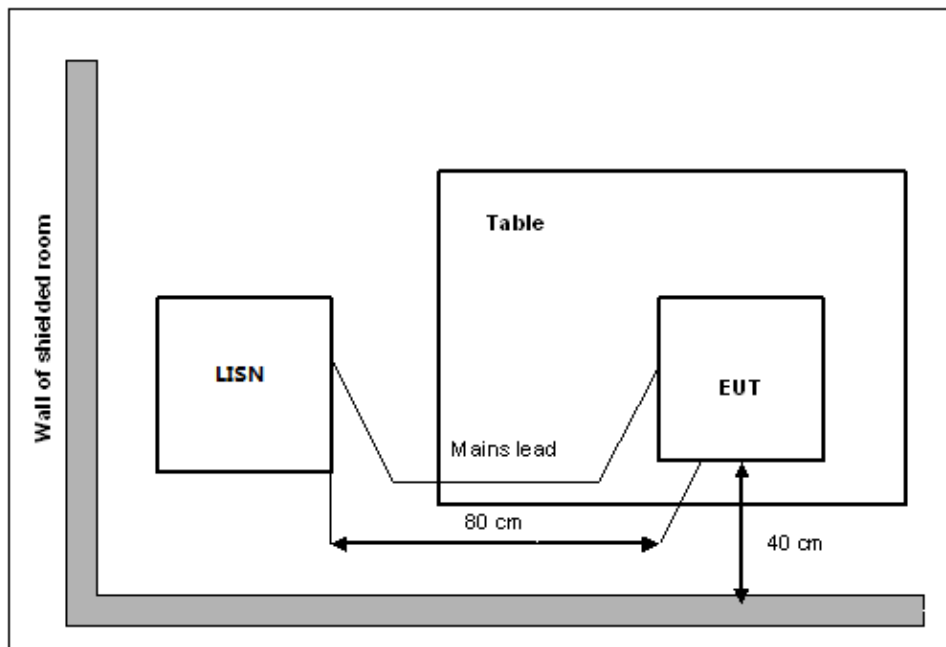 Wall of shielded room
Table
LISN
EUT
Mains lead
80 cm
40 cm